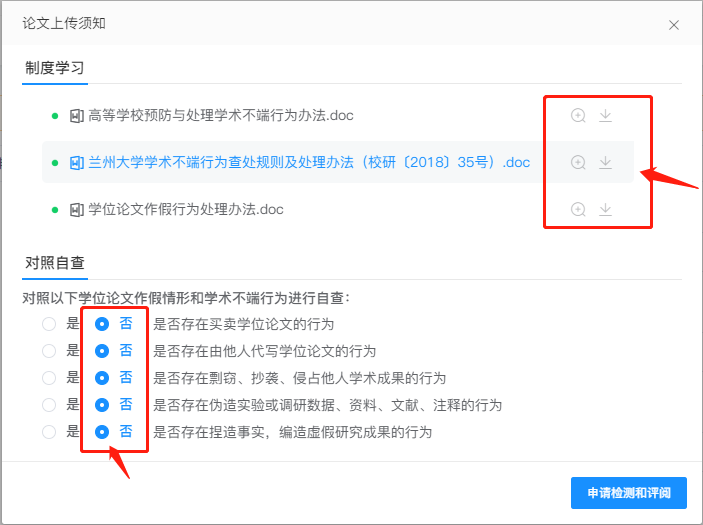 论文上传须知
制度学习
高等学校预防与处理学术不端行为办法.doc
兰州大学学术不端行为查处规则及处理办法（校研〔2018〕35号）.doc
学位论文作假行为处理办法.doc
对照自查
对照以下学位论文作假情形和学术不端行为进行自查：
是 否 是否存在买卖学位论文的行为
是 否 是否存在由他人代写学位论文的行为
是 否 是否存在剽窃、抄袭、侵占他人学术成果的行为
是 否 是否存在伪造实验或调研数据、资料、文献、注释的行为
是 否 是否存在捏造事实，编造虚假研究成果的行为
申请检测和评阅